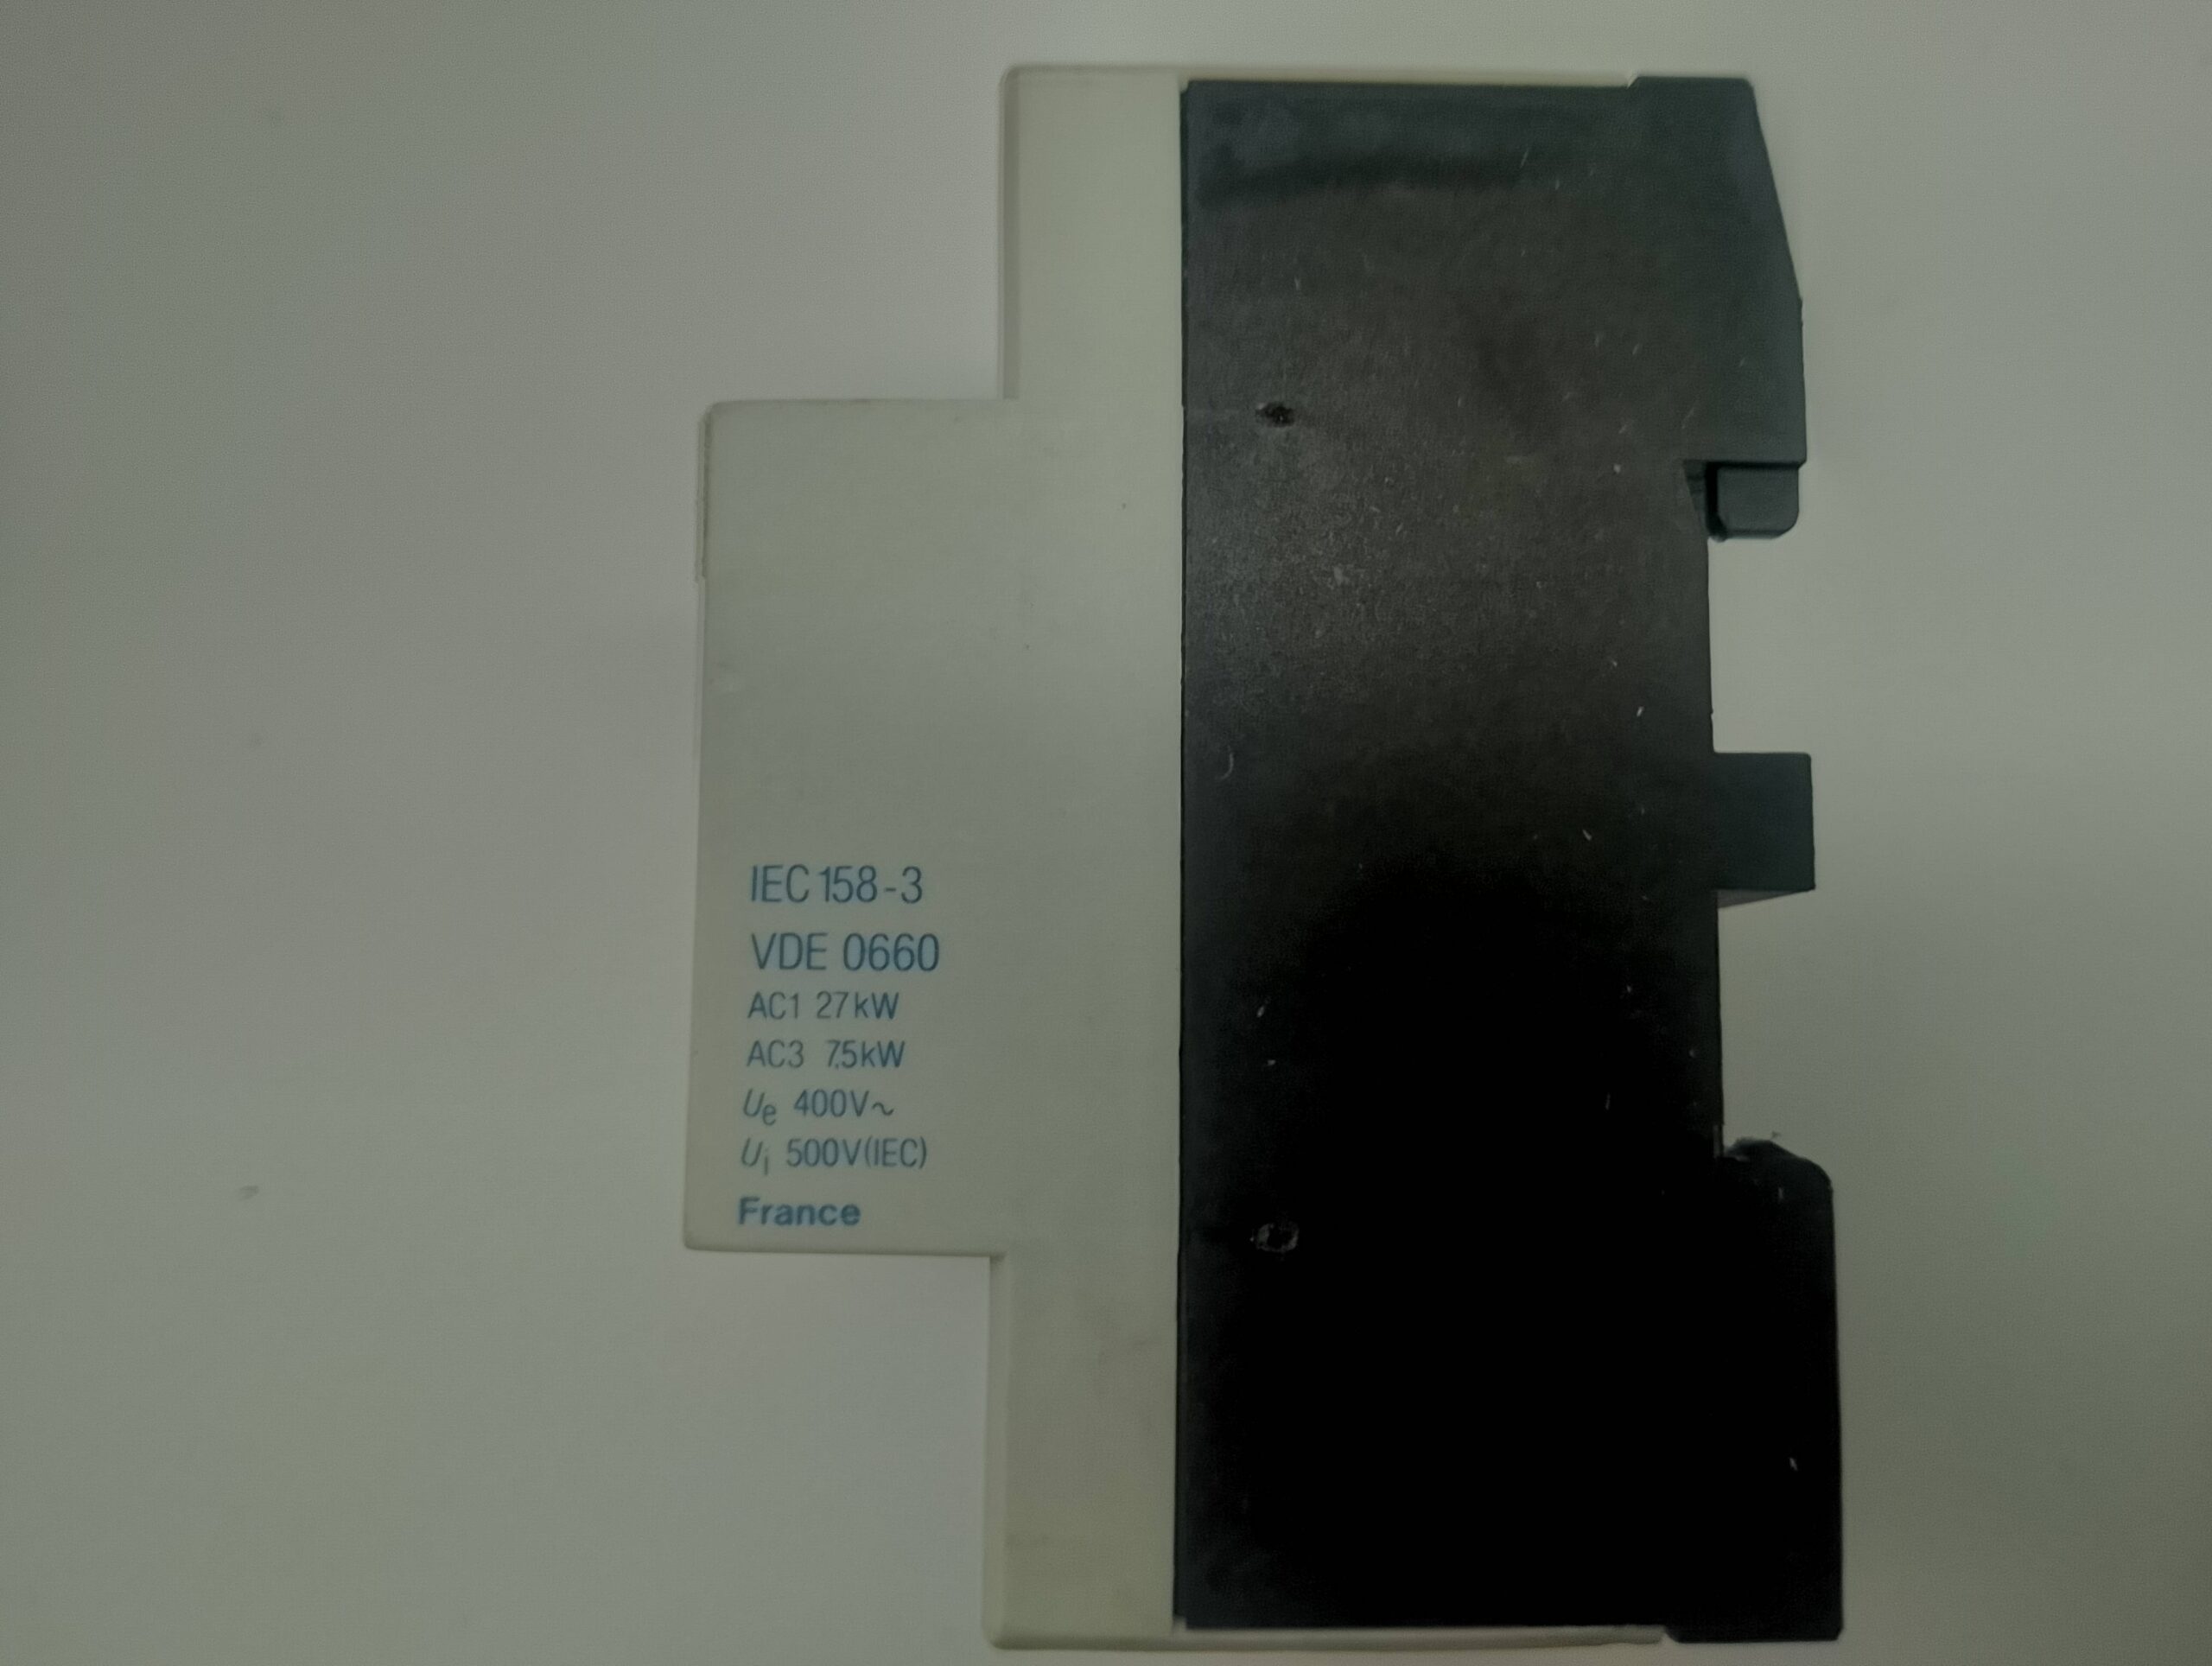 IEC 158-3
VDE 0660
AC1 27kW
AC3 7,5kW
Ue 400V~
Ui 500V(IEC)
France